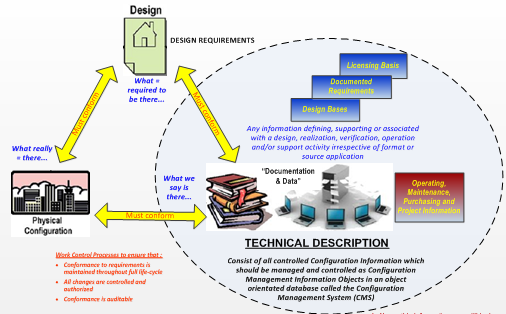 Design
DESIGN REQUIREMENTS
What =
required to
be there...
Must conform
Must conform
Licensing Basis
Documented
Requirements
Design Bases
Any information defining, supporting or associated
with a design, realization, verification, operation
and/or support activity irrespective of format or
source application
What really
= there...
What we
say is
there...
"Documentation
& Data"
Operating,
Maintenance,
Purchasing and
Project Information
Physical
Configuration
Must conform
TECHNICAL DESCRIPTION
Consist of all controlled Configuration Information which
should be managed and controlled as Configuration
Management Information Objects in an object
orientated database called the Configuration
Management System (CMS)
Work Control Processes to ensure that :
• Conformance to requirements is
maintained throughout full life-cycle
• All changes are controlled and
authorized
• Conformance is auditable